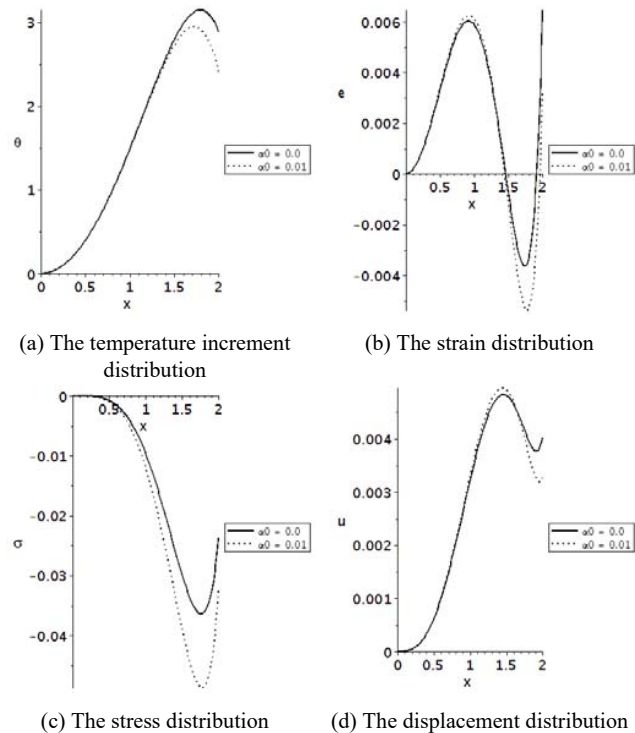 3
2
θ
1
0
0 0.5 1 1.5 2
x
α0 = 0.0
α0 = 0.01
(a) The temperature increment
distribution
0.006
0.004
e
0.002
0
0.5 1 1.5 2
x
-0.002
-0.004
α0 = 0.0
α0 = 0.01
(b) The strain distribution
0
0.5 1 1.5 2
x
-0.01
-0.02
σ
-0.03
-0.04
α0 = 0.0
α0 = 0.01
(c) The stress distribution
0.004
0.003
u
0.002
0.001
0
0 0.5 1 1.5 2
x
α0 = 0.0
α0 = 0.01
(d) The displacement distribution